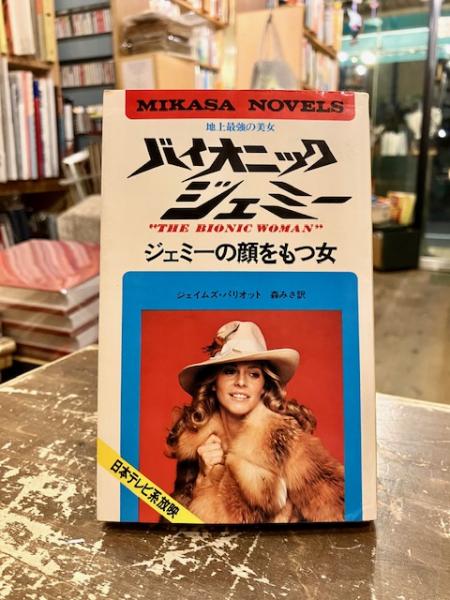 MIKASA NOVELS
地上最強の美女
バイオニック
ジェミー
"THE BIONIC WOMAN"
ジェミーの顔をもつ女
ジェイムズ・パリオット 森みさ訳
日本テレビ系放映